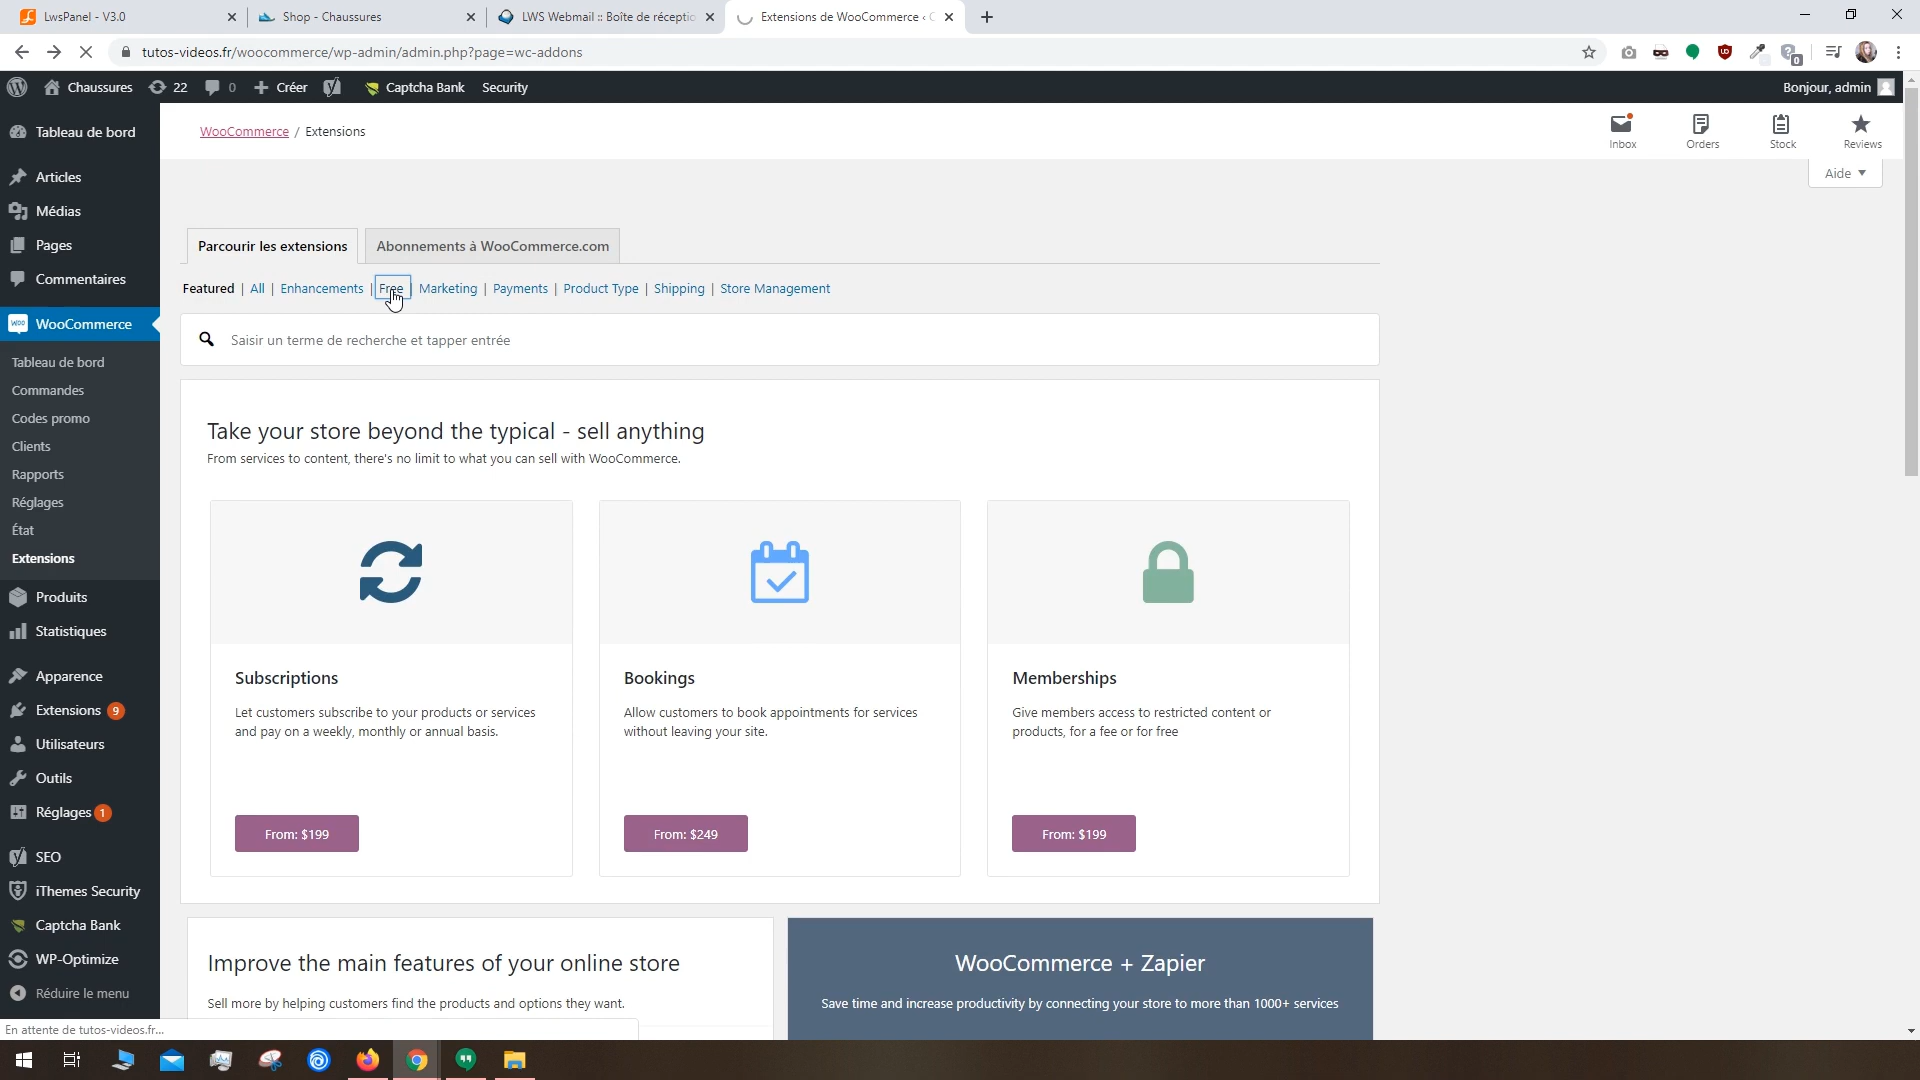 LwsPanel - V3.0
Shop - Chaussures
LWS Webmail :: Boîte de réceptio
Extensions de WooCommerce ‹ C
tutos-videos.fr/woocommerce/wp-admin/admin.php?page=wc-addons
Chaussures 22 0 Créer Captcha Bank Security
Bonjour, admin
WooCommerce / Extensions
Inbox
Orders
Stock
Reviews
Aide
Tableau de bord
Articles
Médias
Pages
Commentaires
WooCommerce
Tableau de bord
Commandes
Codes promo
Clients
Rapports
Réglages
État
Extensions
Produits
Statistiques
Apparence
Extensions 9
Utilisateurs
Outils
Réglages 1
SEO
iThemes Security
Captcha Bank
WP-Optimize
Réduire le menu
Parcourir les extensions
Abonnements à WooCommerce.com
Featured | All | Enhancements | Free | Marketing | Payments | Product Type | Shipping | Store Management
Saisir un terme de recherche et tapper entrée
Take your store beyond the typical - sell anything
From services to content, there's no limit to what you can sell with WooCommerce.
Subscriptions
Let customers subscribe to your products or services
and pay on a weekly, monthly or annual basis.
From: $199
Bookings
Allow customers to book appointments for services
without leaving your site.
From: $249
Memberships
Give members access to restricted content or
products, for a fee or for free
From: $199
Improve the main features of your online store
Sell more by helping customers find the products and options they want.
WooCommerce + Zapier
Save time and increase productivity by connecting your store to more than 1000+ services
En attente de tutos-videos.fr...